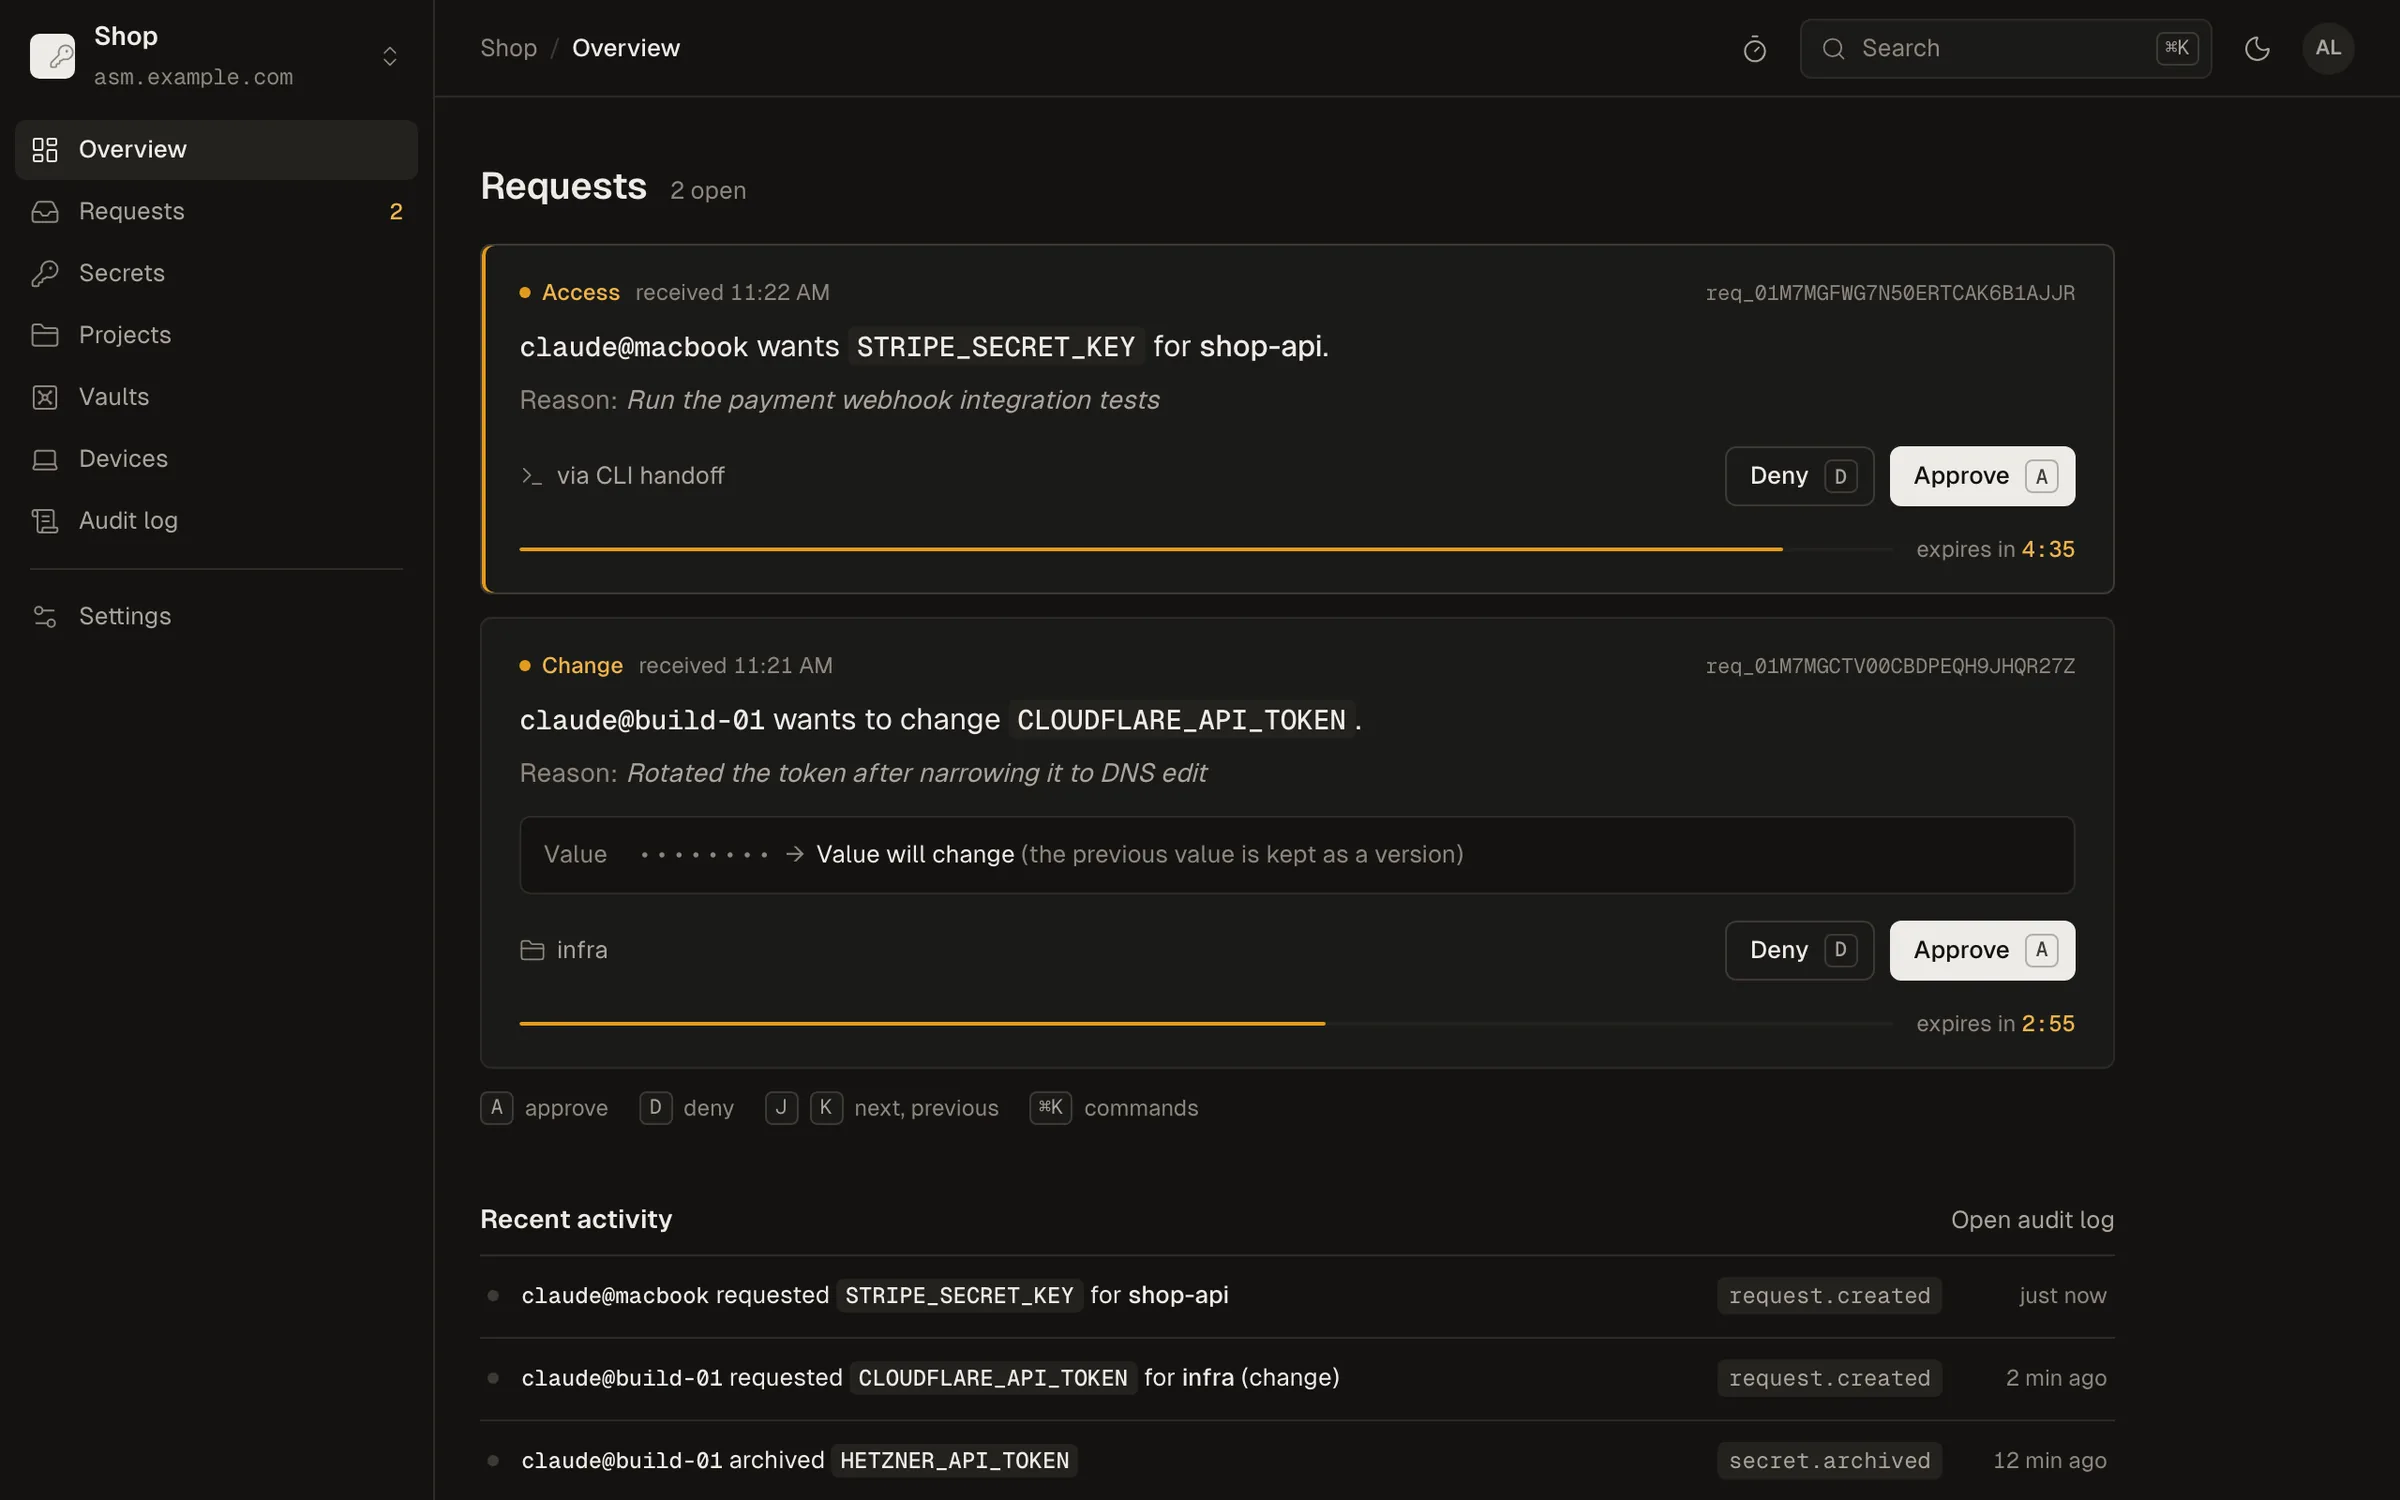 Shop
asm.example.com
Overview
Requests 2
Secrets
Projects
Vaults
Devices
Audit log
Settings
Shop / Overview
Search ⌘K
AL
Requests 2 open
Access received 11:22 AM req_01M7MGFWG7N50ERTCAK6B1AJJR
claude@macbook wants STRIPE_SECRET_KEY for shop-api.
Reason: Run the payment webhook integration tests
via CLI handoff Deny D Approve A
expires in 4:35
Change received 11:21 AM req_01M7MGCTV00CBDPEQH9JHQR27Z
claude@build-01 wants to change CLOUDFLARE_API_TOKEN.
Reason: Rotated the token after narrowing it to DNS edit
Value •••••••• → Value will change (the previous value is kept as a version)
infra Deny D Approve A
expires in 2:55
A approve D deny J K next, previous ⌘K commands
Recent activity Open audit log
claude@macbook requested STRIPE_SECRET_KEY for shop-api request.created just now
claude@build-01 requested CLOUDFLARE_API_TOKEN for infra (change) request.created 2 min ago
claude@build-01 archived HETZNER_API_TOKEN secret.archived 12 min ago